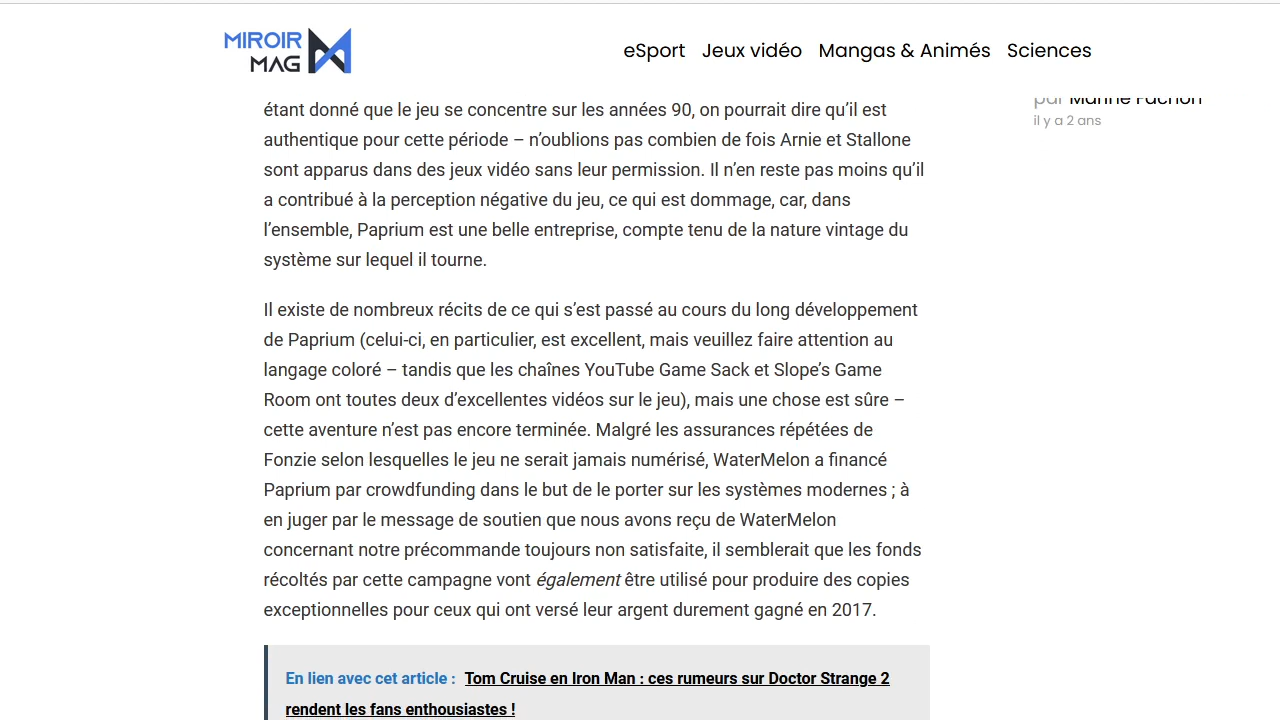 MIROIR
MAG
eSport Jeux vidéo Mangas & Animés Sciences
par Marine Fachon
il y a 2 ans
étant donné que le jeu se concentre sur les années 90, on pourrait dire qu’il est
authentique pour cette période – n’oublions pas combien de fois Arnie et Stallone
sont apparus dans des jeux vidéo sans leur permission. Il n’en reste pas moins qu’il
a contribué à la perception négative du jeu, ce qui est dommage, car, dans
l’ensemble, Paprium est une belle entreprise, compte tenu de la nature vintage du
système sur lequel il tourne.
Il existe de nombreux récits de ce qui s’est passé au cours du long développement
de Paprium (celui-ci, en particulier, est excellent, mais veuillez faire attention au
langage coloré – tandis que les chaînes YouTube Game Sack et Slope’s Game
Room ont toutes deux d’excellentes vidéos sur le jeu), mais une chose est sûre –
cette aventure n’est pas encore terminée. Malgré les assurances répétées de
Fonzie selon lesquelles le jeu ne serait jamais numérisé, WaterMelon a financé
Paprium par crowdfunding dans le but de le porter sur les systèmes modernes ; à
en juger par le message de soutien que nous avons reçu de WaterMelon
concernant notre précommande toujours non satisfaite, il semblerait que les fonds
récoltés par cette campagne vont également être utilisé pour produire des copies
exceptionnelles pour ceux qui ont versé leur argent durement gagné en 2017.
En lien avec cet article : Tom Cruise en Iron Man : ces rumeurs sur Doctor Strange 2
rendent les fans enthousiastes !